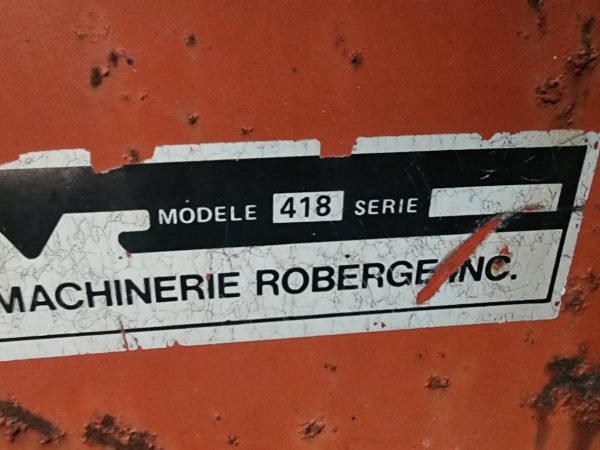 MODELE 418 SERIE
MACHINERIE ROBERGE INC.